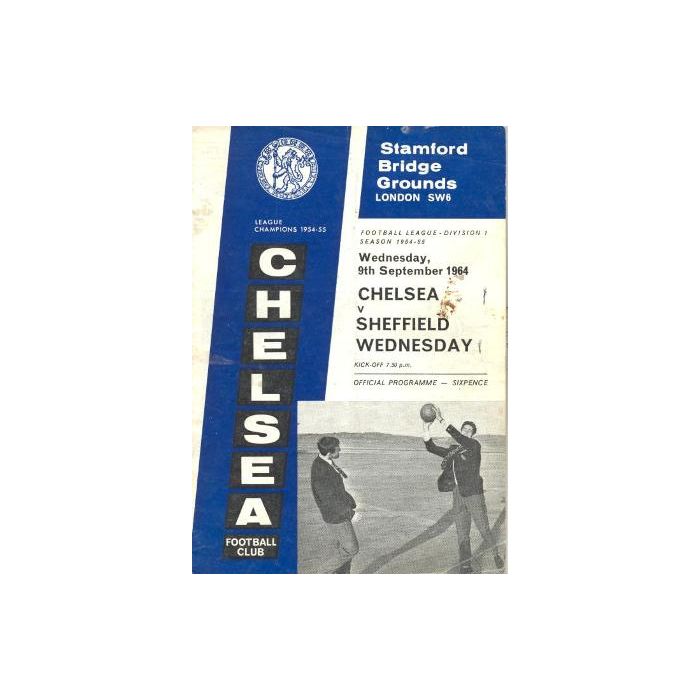 LEAGUE
CHAMPIONS 1954-55
CHELSEA
FOOTBALL
CLUB
Stamford
Bridge
Grounds
LONDON SW6
FOOTBALL LEAGUE - DIVISION 1
SEASON 1964-65
Wednesday,
9th September 1964
CHELSEA
v
SHEFFIELD
WEDNESDAY
KICK-OFF 7.30 p.m.
OFFICIAL PROGRAMME — SIXPENCE